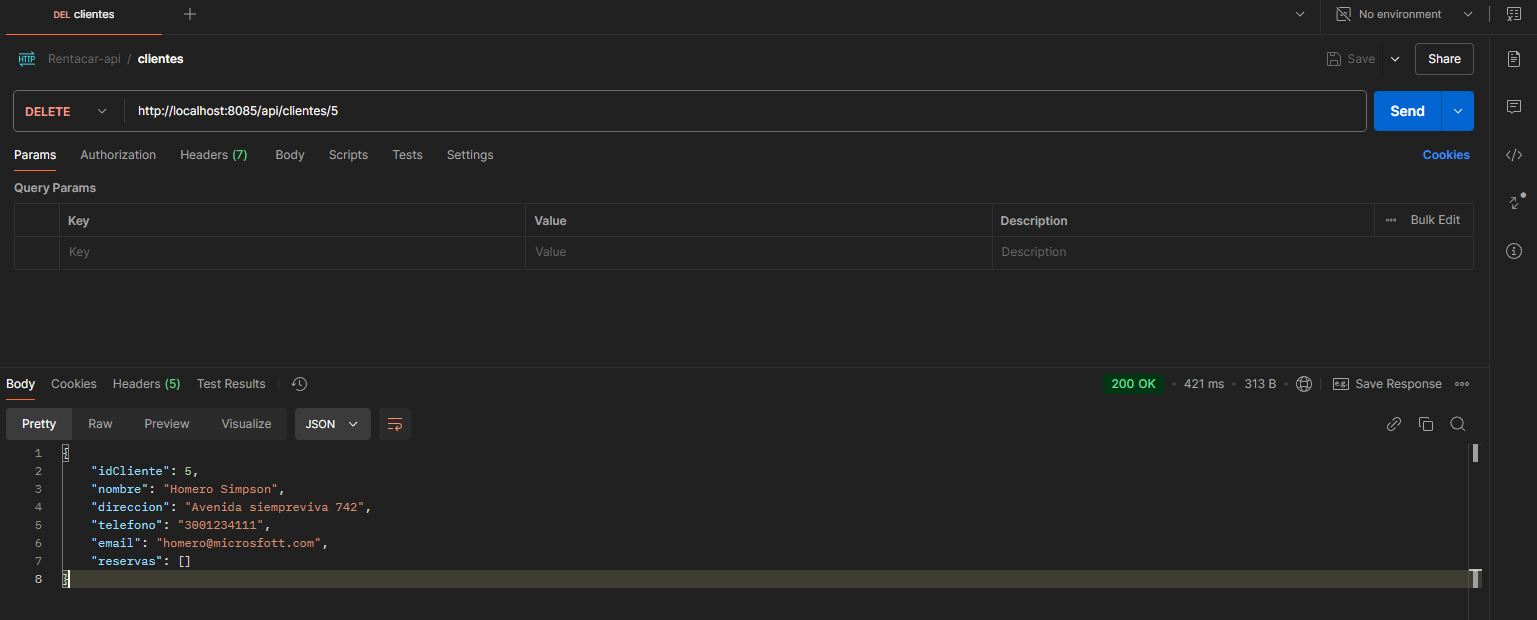 DEL clientes
No environment
Rentacar-api / clientes
Save
Share
DELETE
http://localhost:8085/api/clientes/5
Send
Params Authorization Headers (7) Body Scripts Tests Settings
Cookies
Query Params
Key Value Description
Bulk Edit
Key Value Description
Body Cookies Headers (5) Test Results
200 OK • 421 ms • 313 B •
e.g. Save Response
Pretty Raw Preview Visualize JSON
1 {
2 "idCliente": 5,
3 "nombre": "Homero Simpson",
4 "direccion": "Avenida siempreviva 742",
5 "telefono": "3001234111",
6 "email": "homero@microsfott.com",
7 "reservas": []
8 }